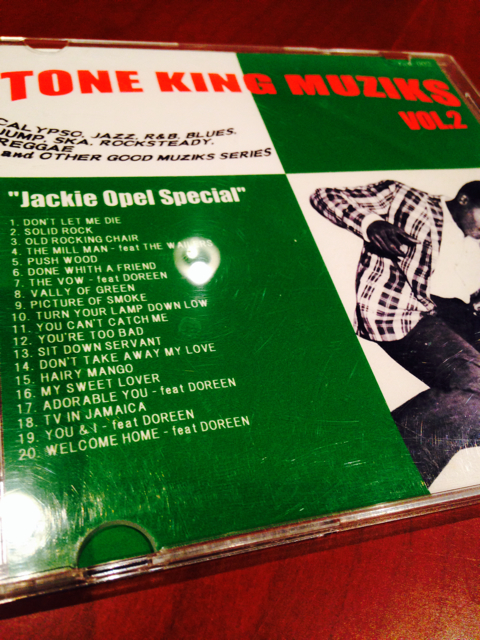 TONE KING MUZIKS
VOL.2
CALYPSO, JAZZ, R&B, BLUES,
JUMP, SKA, ROCKSTEADY,
REGGAE
and OTHER GOOD MUZIKS SERIES
"Jackie Opel Special"
1. DON'T LET ME DIE
2. SOLID ROCK
3. OLD ROCKING CHAIR
4. THE MILL MAN - feat THE WAILERS
5. PUSH WOOD
6. DONE WHITH A FRIEND
7. THE VOW - feat DOREEN
8. VALLY OF GREEN
9. PICTURE OF SMOKE
10. TURN YOUR LAMP DOWN LOW
11. YOU CAN'T CATCH ME
12. YOU'RE TOO BAD
13. SIT DOWN SERVANT
14. DON'T TAKE AWAY MY LOVE
15. HAIRY MANGO
16. MY SWEET LOVER
17. ADORABLE YOU - feat DOREEN
18. TV IN JAMAICA
19. YOU & I - feat DOREEN
20. WELCOME HOME - feat DOREEN